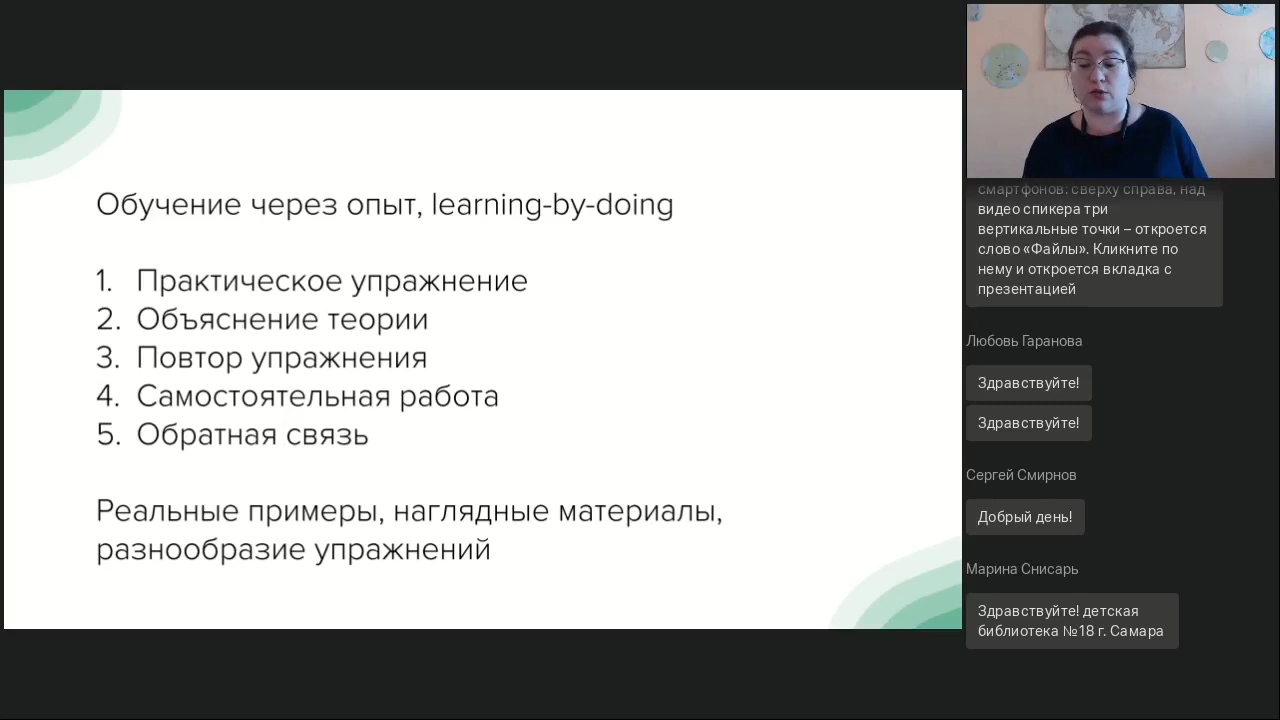 Обучение через опыт, learning-by-doing
1. Практическое упражнение
2. Объяснение теории
3. Повтор упражнения
4. Самостоятельная работа
5. Обратная связь
Реальные примеры, наглядные материалы,
разнообразие упражнений
смартфонов: сверху справа, над
видео спикера три
вертикальные точки – откроется
слово «Файлы». Кликните по
нему и откроется вкладка с
презентацией
Любовь Гаранова
Здравствуйте!
Здравствуйте!
Сергей Смирнов
Добрый день!
Марина Снисарь
Здравствуйте! детская
библиотека №18 г. Самара